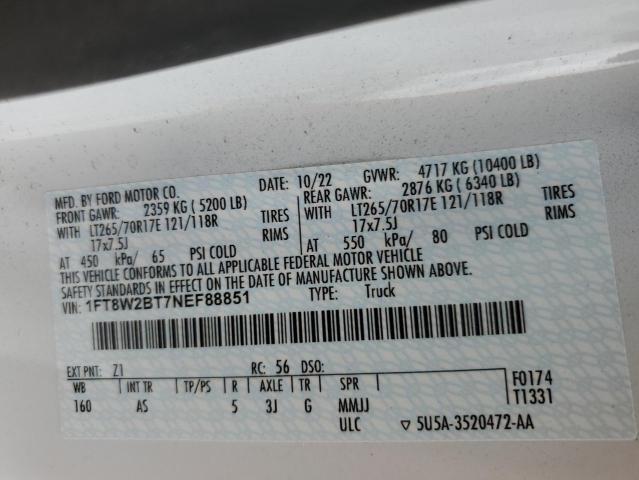 MFD. BY FORD MOTOR CO. DATE: 10/22 GVWR: 4717 KG (10400 LB)
FRONT GAWR: 2359 KG ( 5200 LB) REAR GAWR: 2876 KG ( 6340 LB)
WITH LT265/70R17E 121/118R TIRES WITH LT265/70R17E 121/118R TIRES
17x7.5J RIMS 17x7.5J RIMS
AT 450 kPa/ 65 PSI COLD AT 550 kPa/ 80 PSI COLD
THIS VEHICLE CONFORMS TO ALL APPLICABLE FEDERAL MOTOR VEHICLE
SAFETY STANDARDS IN EFFECT ON THE DATE OF MANUFACTURE SHOWN ABOVE.
VIN: 1FT8W2BT7NEF88851 TYPE: Truck
EXT PNT: Z1 RC: 56 DSO:
WB INT TR TP/PS R AXLE TR SPR F0174
160 AS 5 3J G MMJJ T1331
ULC ▽ 5U5A-3520472-AA